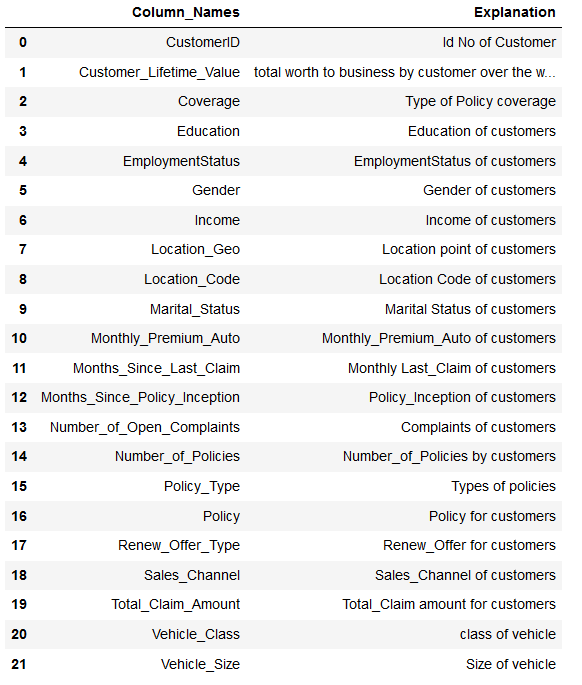 Column_Names Explanation
0 CustomerID Id No of Customer
1 Customer_Lifetime_Value total worth to business by customer over the w...
2 Coverage Type of Policy coverage
3 Education Education of customers
4 EmploymentStatus EmploymentStatus of customers
5 Gender Gender of customers
6 Income Income of customers
7 Location_Geo Location point of customers
8 Location_Code Location Code of customers
9 Marital_Status Marital Status of customers
10 Monthly_Premium_Auto Monthly_Premium_Auto of customers
11 Months_Since_Last_Claim Monthly Last_Claim of customers
12 Months_Since_Policy_Inception Policy_Inception of customers
13 Number_of_Open_Complaints Complaints of customers
14 Number_of_Policies Number_of_Policies by customers
15 Policy_Type Types of policies
16 Policy Policy for customers
17 Renew_Offer_Type Renew_Offer for customers
18 Sales_Channel Sales_Channel of customers
19 Total_Claim_Amount Total_Claim amount for customers
20 Vehicle_Class class of vehicle
21 Vehicle_Size Size of vehicle